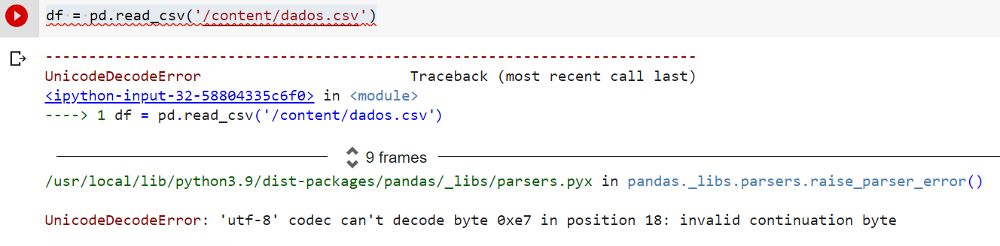 df = pd.read_csv('/content/dados.csv')
---------------------------------------------------------------------------
UnicodeDecodeError                        Traceback (most recent call last)
<ipython-input-32-58804335c6f0> in <module>
----> 1 df = pd.read_csv('/content/dados.csv')
9 frames
/usr/local/lib/python3.9/dist-packages/pandas/_libs/parsers.pyx in pandas._libs.parsers.raise_parser_error()
UnicodeDecodeError: 'utf-8' codec can't decode byte 0xe7 in position 18: invalid continuation byte